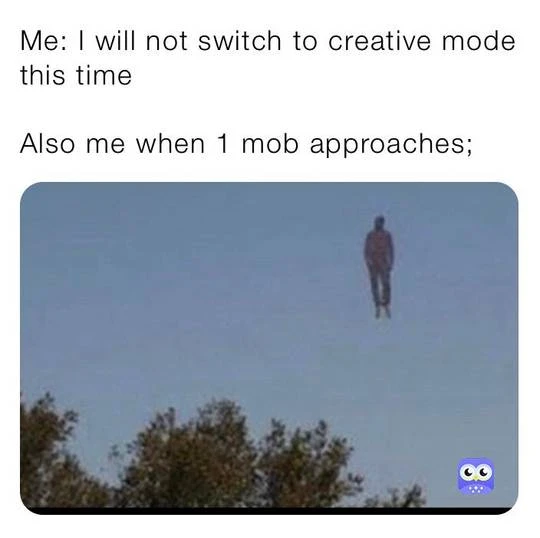 Me: I will not switch to creative mode
this time
Also me when 1 mob approaches;